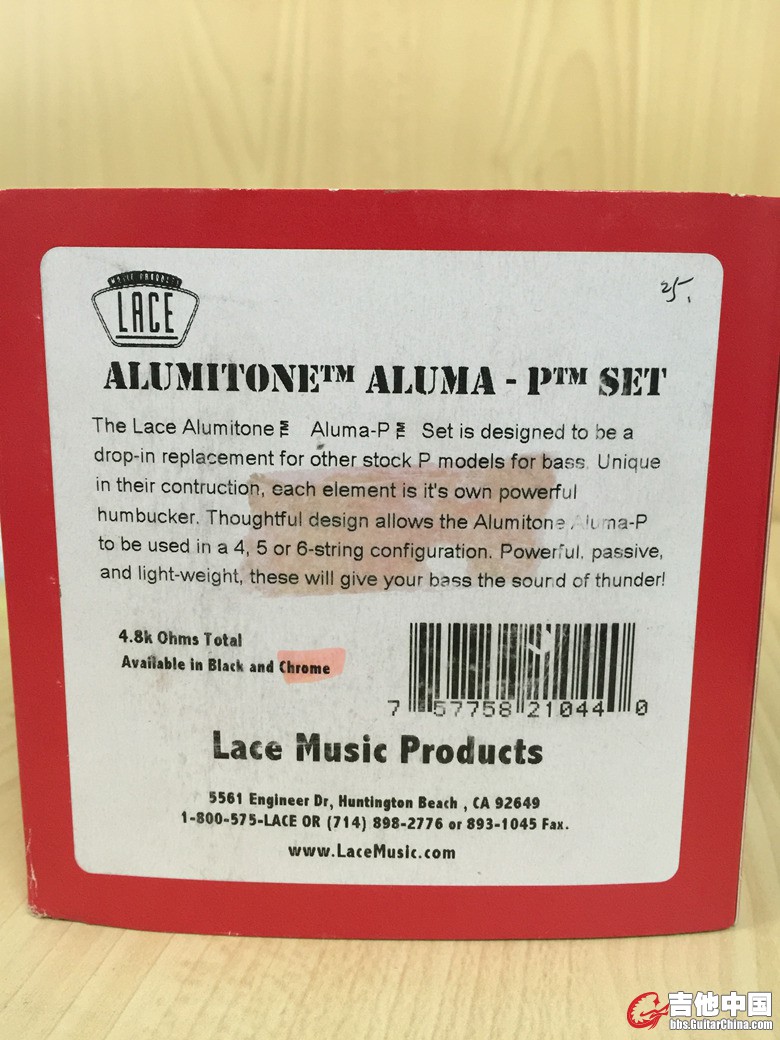 MUSIC PRODUCTS
LACE
25.
ALUMITONE™ ALUMA - P™ SET
The Lace Alumitone™ Aluma-P™ Set is designed to be a
drop-in replacement for other stock P models for bass. Unique
in their contruction, each element is it's own powerful
humbucker. Thoughtful design allows the Alumitone Aluma-P
to be used in a 4, 5 or 6-string configuration. Powerful, passive,
and light-weight, these will give your bass the sound of thunder!
4.8k Ohms Total
Available in Black and Chrome
7 57758 21044 0
Lace Music Products
5561 Engineer Dr, Huntington Beach , CA 92649
1-800-575-LACE OR (714) 898-2776 or 893-1045 Fax.
www.LaceMusic.com
吉他中国
bbs.GuitarChina.com